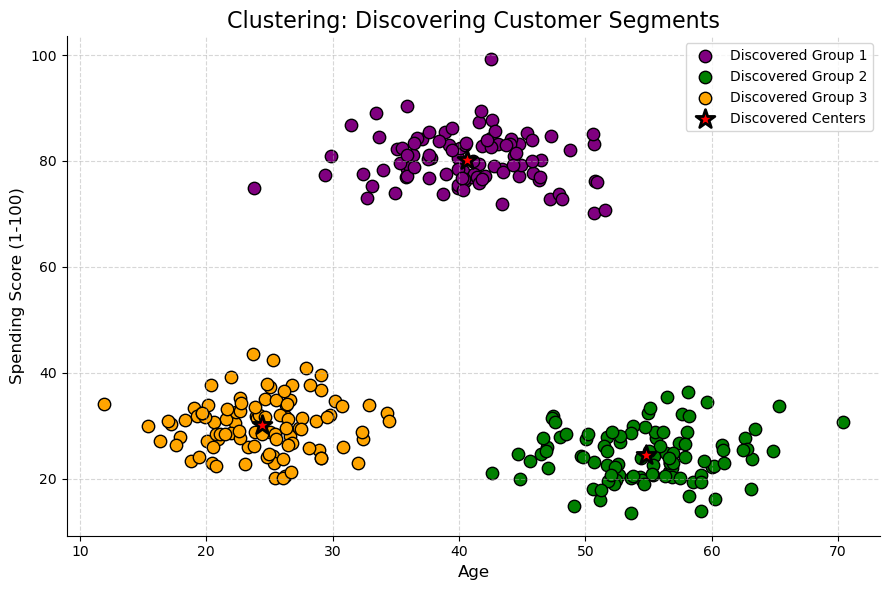 Clustering: Discovering Customer Segments
Discovered Group 1
Discovered Group 2
Discovered Group 3
Discovered Centers
Spending Score (1-100)
100
80
60
40
20
10 20 30 40 50 60 70
Age